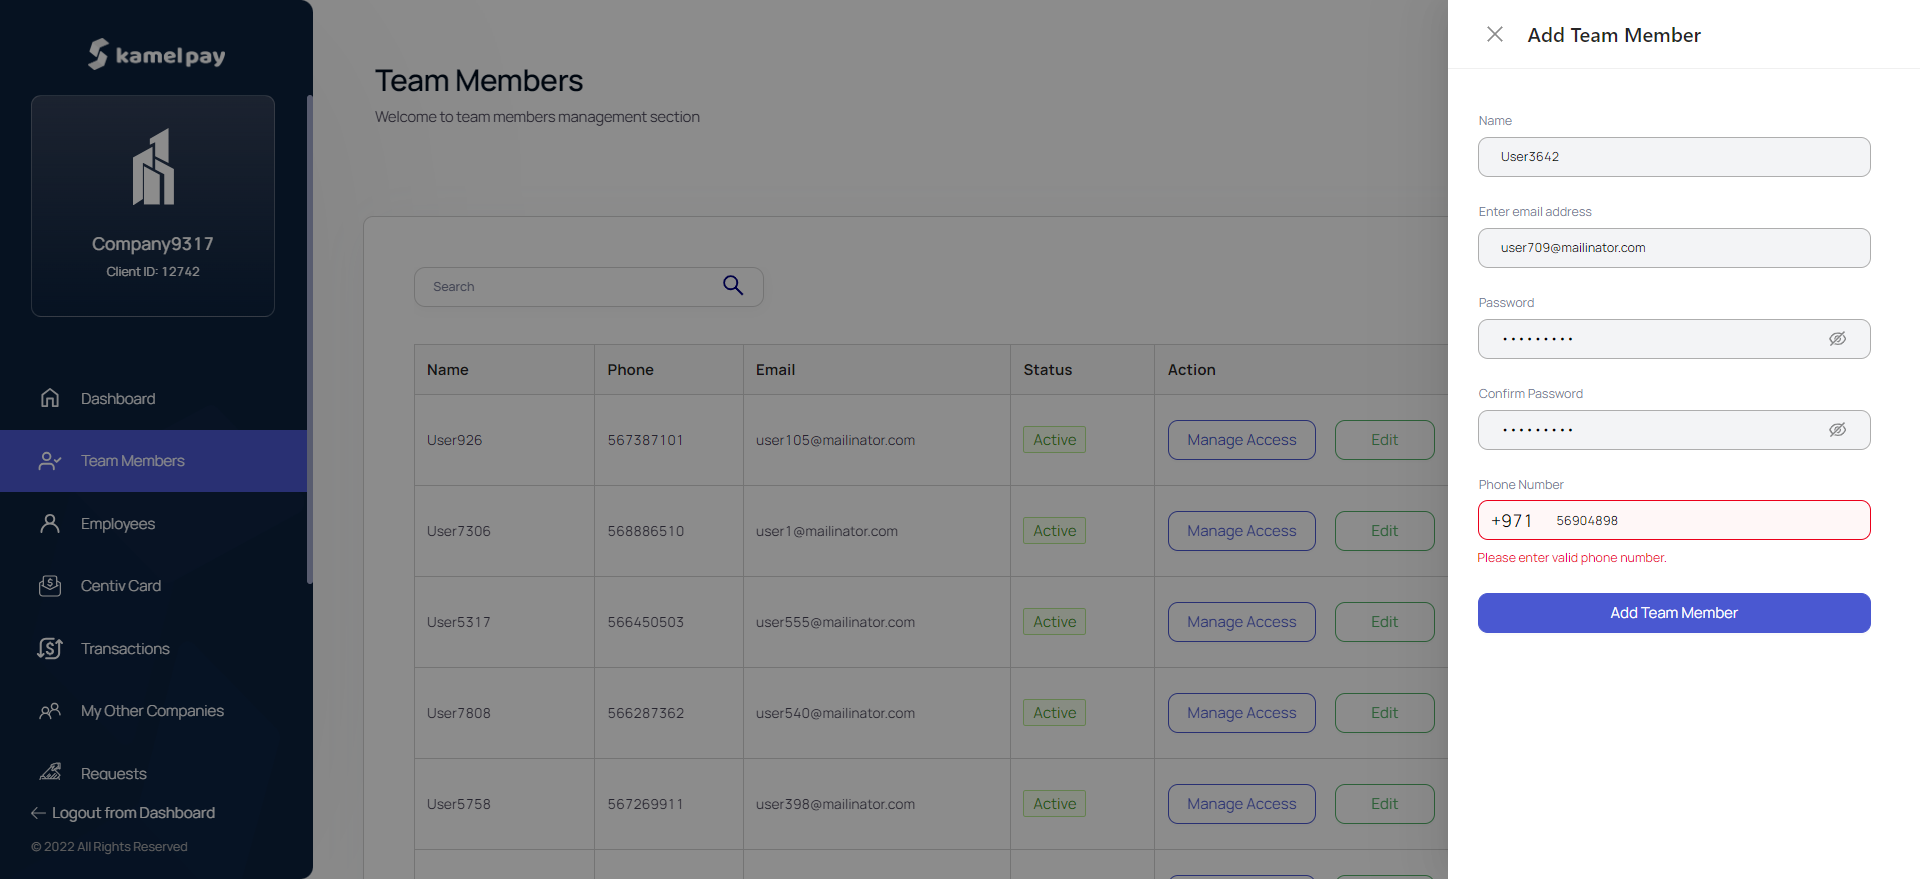 kamelpay
Company9317
Client ID: 12742
Dashboard
Team Members
Employees
Centiv Card
Transactions
My Other Companies
Requests
Logout from Dashboard
© 2022 All Rights Reserved
Team Members
Welcome to team members management section
Search
Name Phone Email Status Action
User926 567387101 user105@mailinator.com Active Manage Access Edit
User7306 568886510 user1@mailinator.com Active Manage Access Edit
User5317 566450503 user555@mailinator.com Active Manage Access Edit
User7808 566287362 user540@mailinator.com Active Manage Access Edit
User5758 567269911 user398@mailinator.com Active Manage Access Edit
Add Team Member
Name
User3642
Enter email address
user709@mailinator.com
Password
•••••••••
Confirm Password
•••••••••
Phone Number
+971 56904898
Please enter valid phone number.
Add Team Member